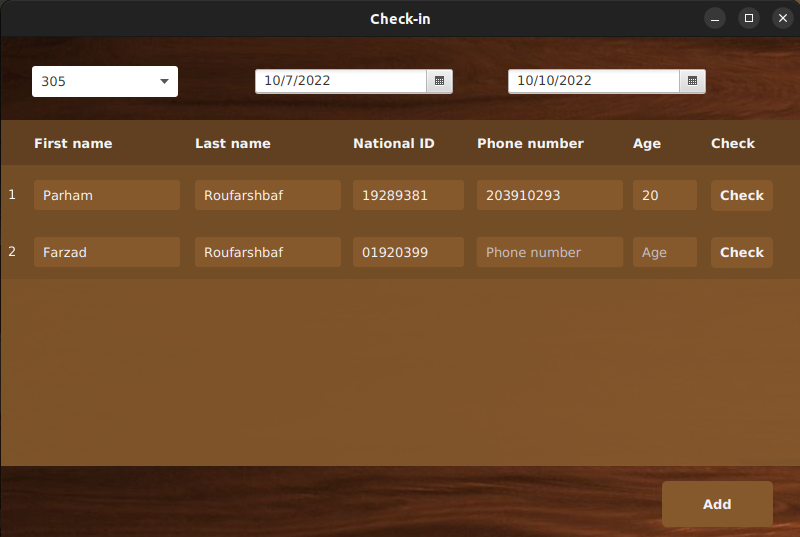 Check-in
305 10/7/2022 10/10/2022
First name Last name National ID Phone number Age Check
1 Parham Roufarshbaf 19289381 203910293 20 Check
2 Farzad Roufarshbaf 01920399 Phone number Age Check
Add